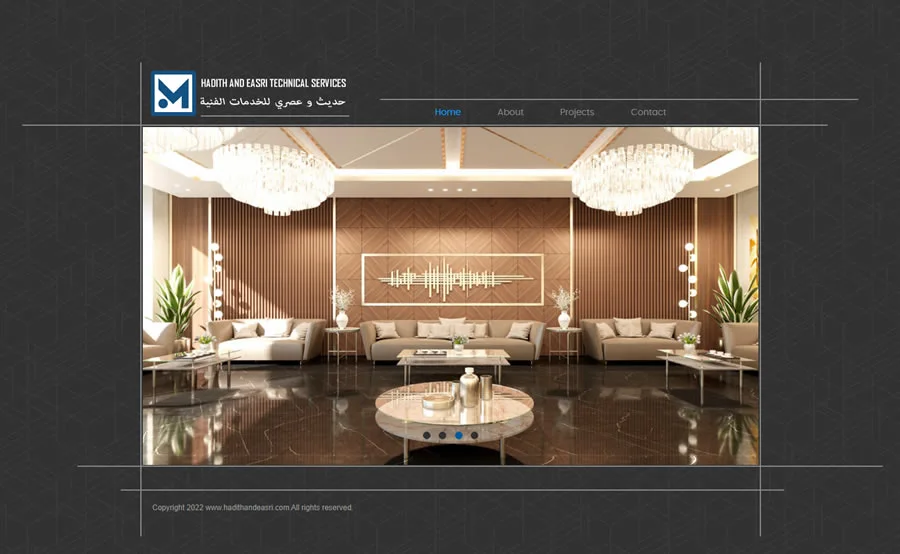 HADITH AND EASRI TECHNICAL SERVICES
حديث و عصري للخدمات الفنية
Home About Projects Contact
Copyright 2022 www.hadithandeasri.com All rights reserved.